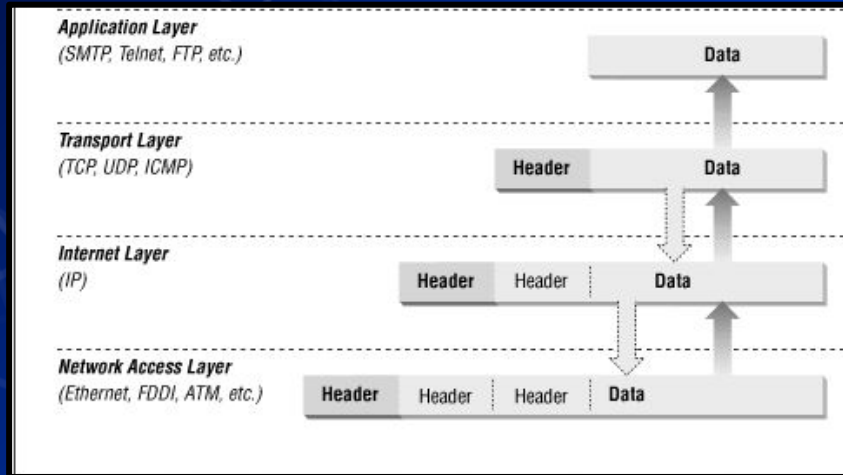 Application Layer
(SMTP, Telnet, FTP, etc.)
Data
Transport Layer
(TCP, UDP, ICMP)
Header Data
Internet Layer
(IP)
Header Header Data
Network Access Layer
(Ethernet, FDDI, ATM, etc.)
Header Header Header Data